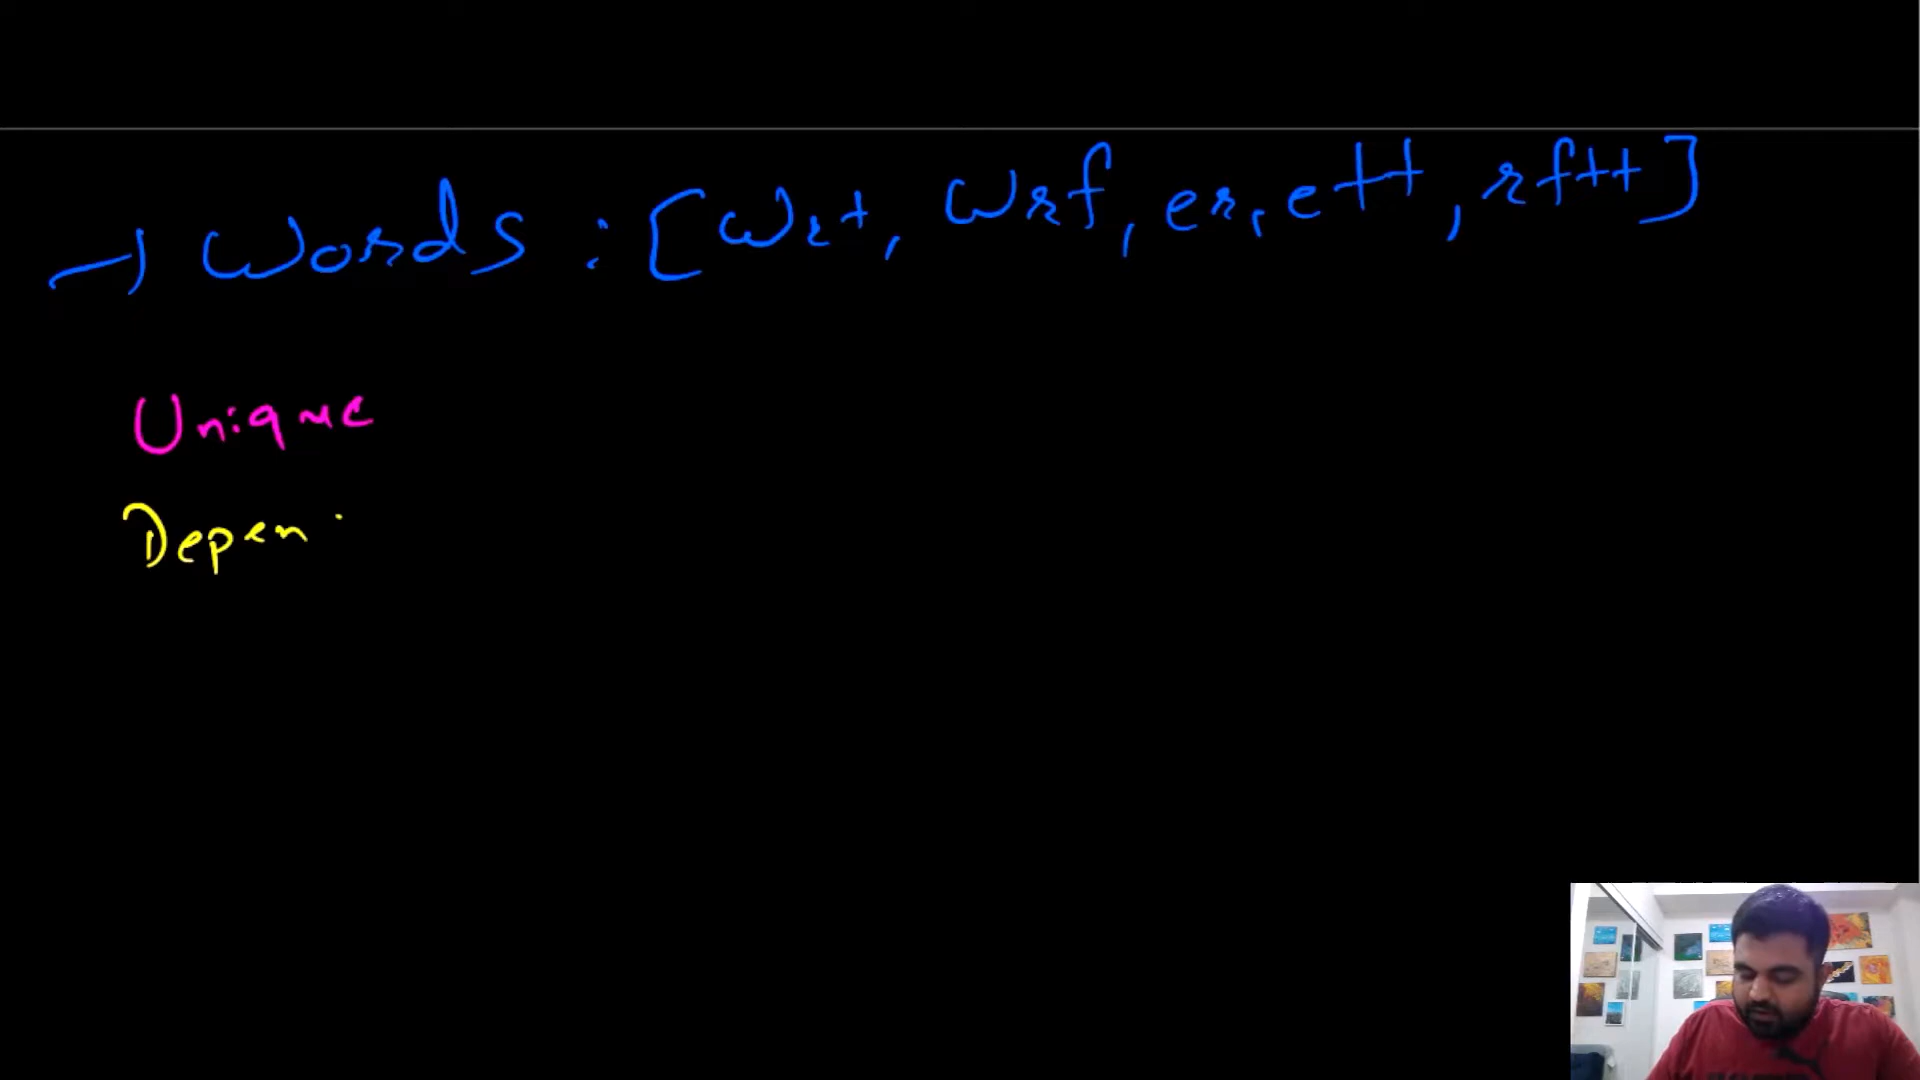 → Words : [wrt, wrf, er, ett, rftt]
Unique
Depen